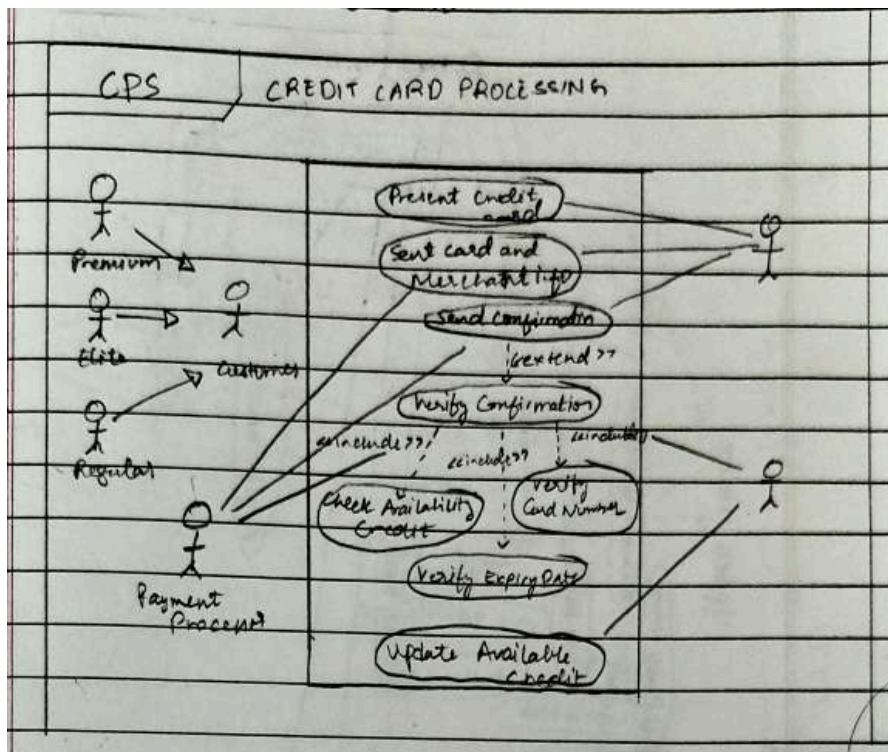 CPS
CREDIT CARD PROCESSING
Present Credit
card
Premium
Sent card and
Merchant info
Send Confirmation
Elite
Customer
<<extend>>
Verify Confirmation
Regular
<<include>>
<<include>>
<<include>>
Check Availability
Credit
Verify
Card Number
Verify Expiry Date
Payment
Processor
Update Available
Credit